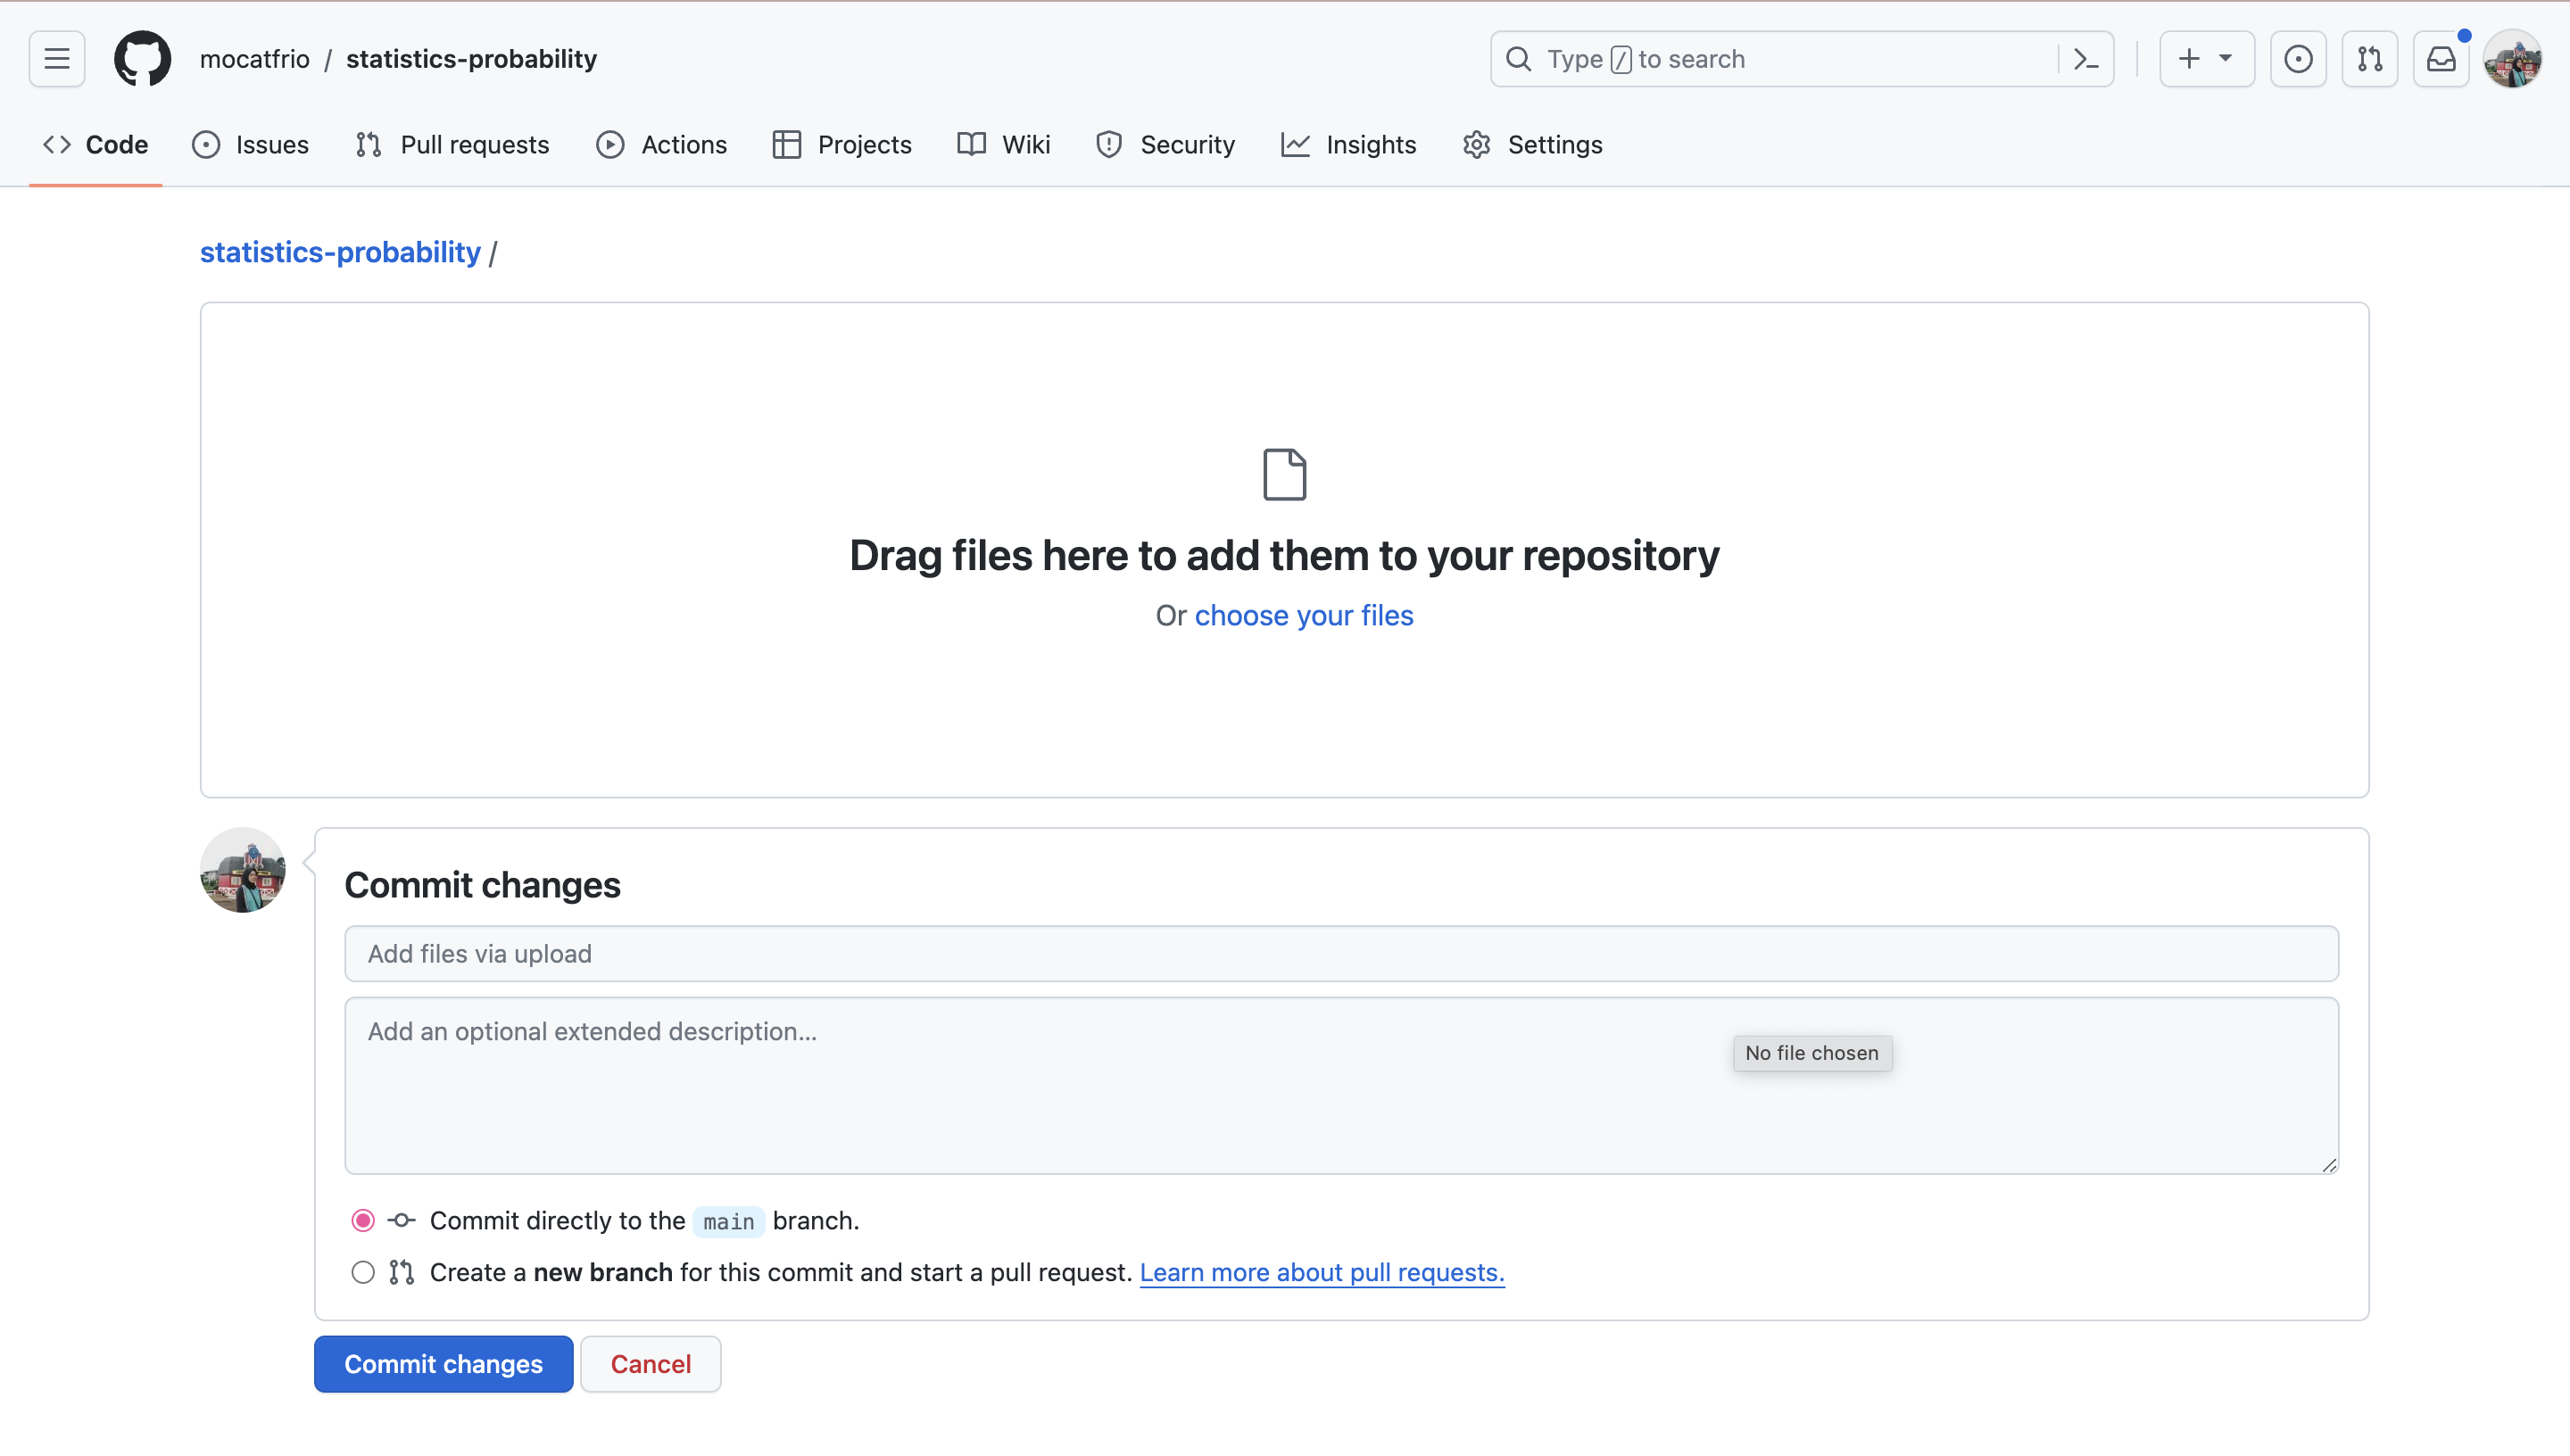 mocatfrio / statistics-probability
Type / to search
Code Issues Pull requests Actions Projects Wiki Security Insights Settings
statistics-probability /
Drag files here to add them to your repository
Or choose your files
Commit changes
Add files via upload
Add an optional extended description...
No file chosen
Commit directly to the main branch.
Create a new branch for this commit and start a pull request. Learn more about pull requests.
Commit changes Cancel